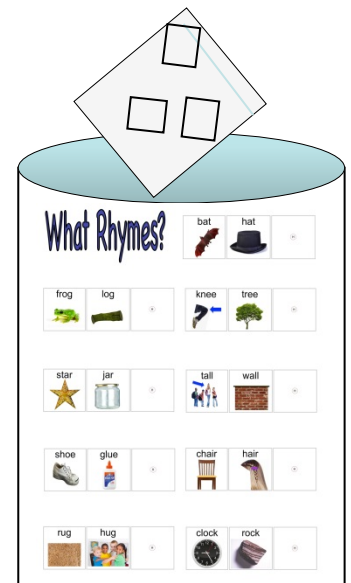 What Rhymes?
bat hat
frog log
knee tree
star jar
tall wall
shoe glue
chair hair
rug hug
clock rock